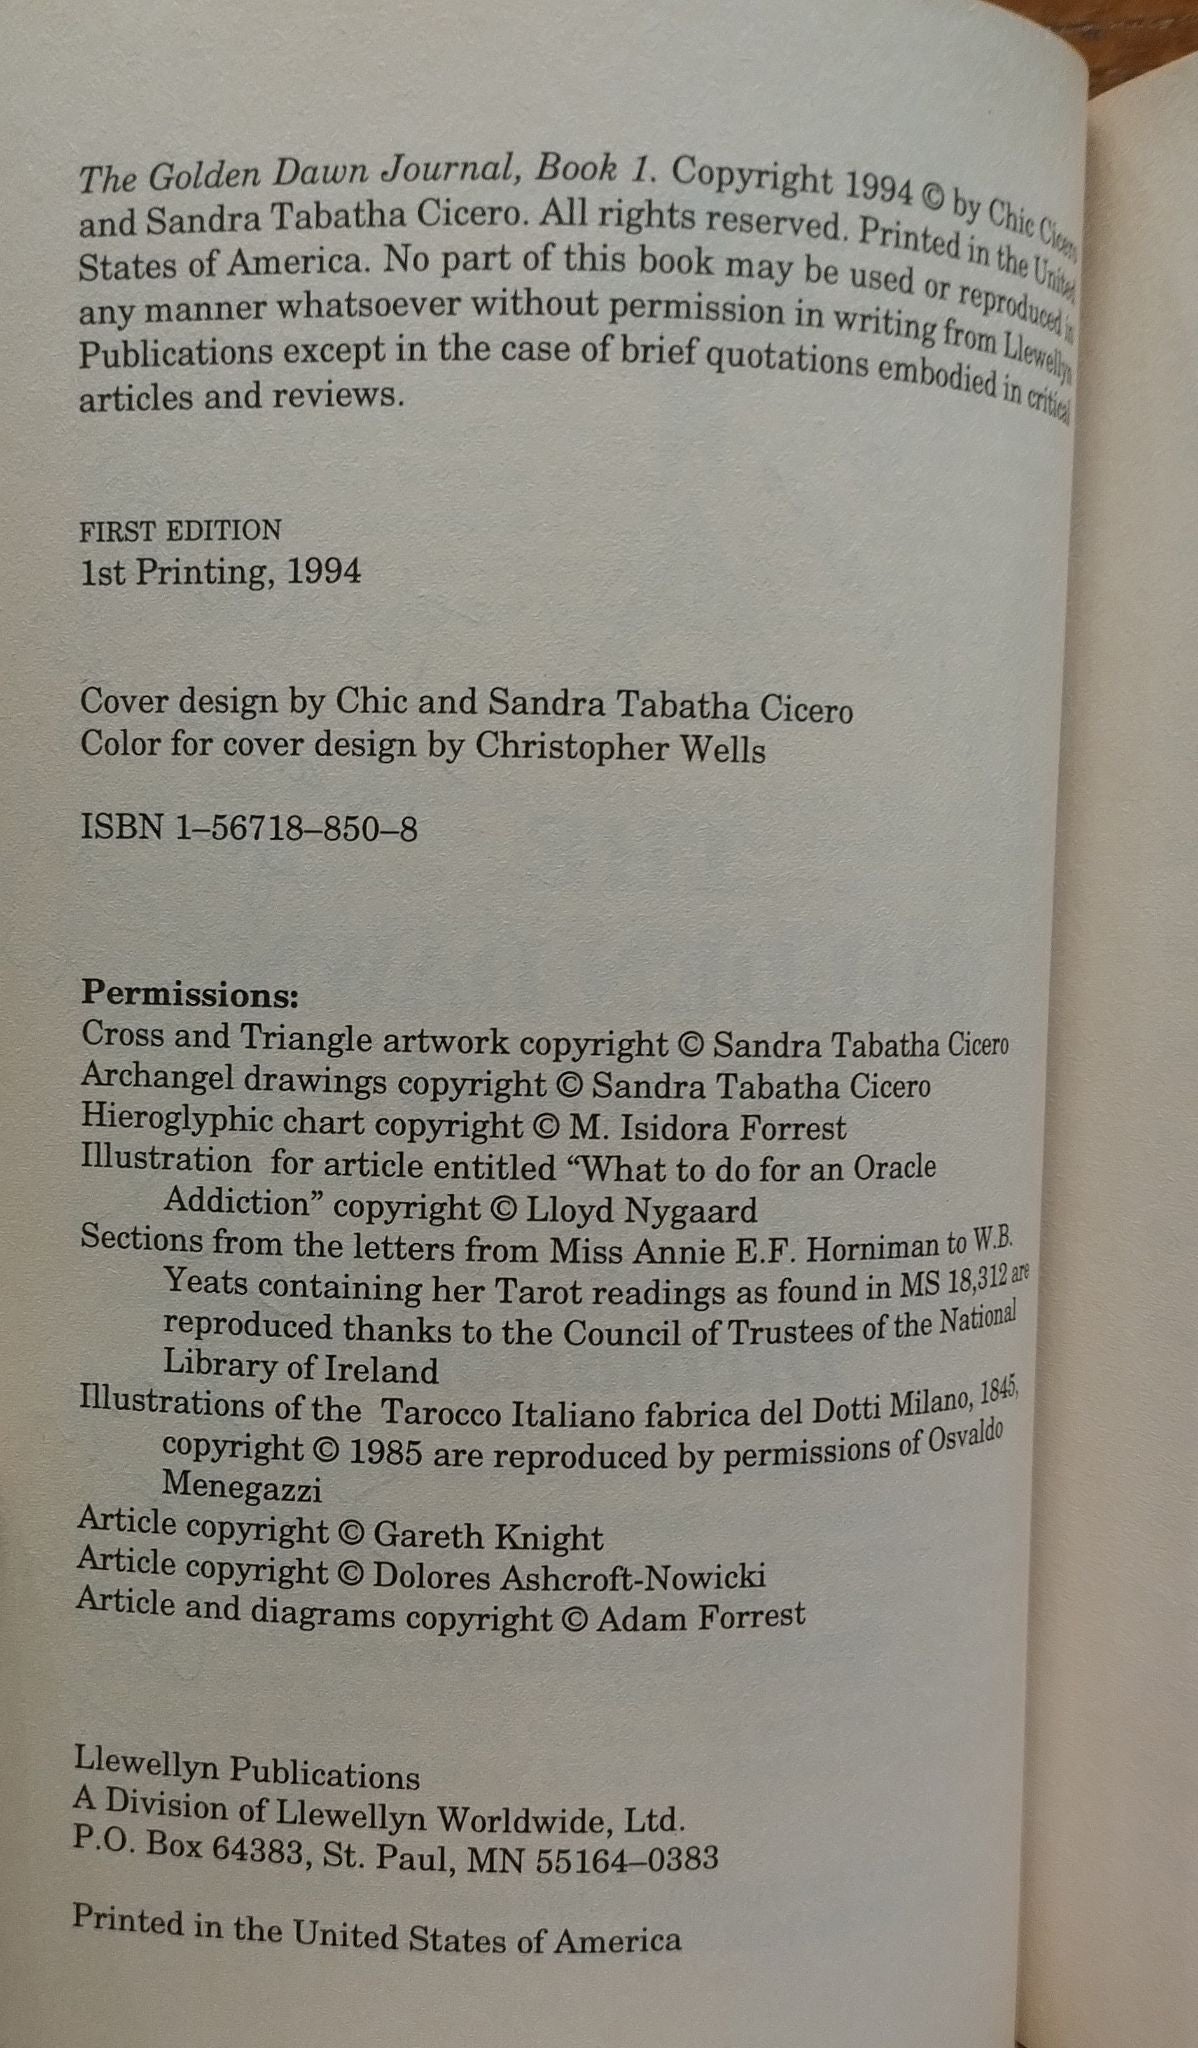 The Golden Dawn Journal, Book 1. Copyright 1994 © by Chic Cicero
and Sandra Tabatha Cicero. All rights reserved. Printed in the United
States of America. No part of this book may be used or reproduced in
any manner whatsoever without permission in writing from Llewellyn
Publications except in the case of brief quotations embodied in critical
articles and reviews.
FIRST EDITION
1st Printing, 1994
Cover design by Chic and Sandra Tabatha Cicero
Color for cover design by Christopher Wells
ISBN 1–56718–850–8
Permissions:
Cross and Triangle artwork copyright © Sandra Tabatha Cicero
Archangel drawings copyright © Sandra Tabatha Cicero
Hieroglyphic chart copyright © M. Isidora Forrest
Illustration for article entitled “What to do for an Oracle
Addiction” copyright © Lloyd Nygaard
Sections from the letters from Miss Annie E.F. Horniman to W.B.
Yeats containing her Tarot readings as found in MS 18,312 are
reproduced thanks to the Council of Trustees of the National
Library of Ireland
Illustrations of the Tarocco Italiano fabrica del Dotti Milano, 1845,
copyright © 1985 are reproduced by permissions of Osvaldo
Menegazzi
Article copyright © Gareth Knight
Article copyright © Dolores Ashcroft-Nowicki
Article and diagrams copyright © Adam Forrest
Llewellyn Publications
A Division of Llewellyn Worldwide, Ltd.
P.O. Box 64383, St. Paul, MN 55164–0383
Printed in the United States of America